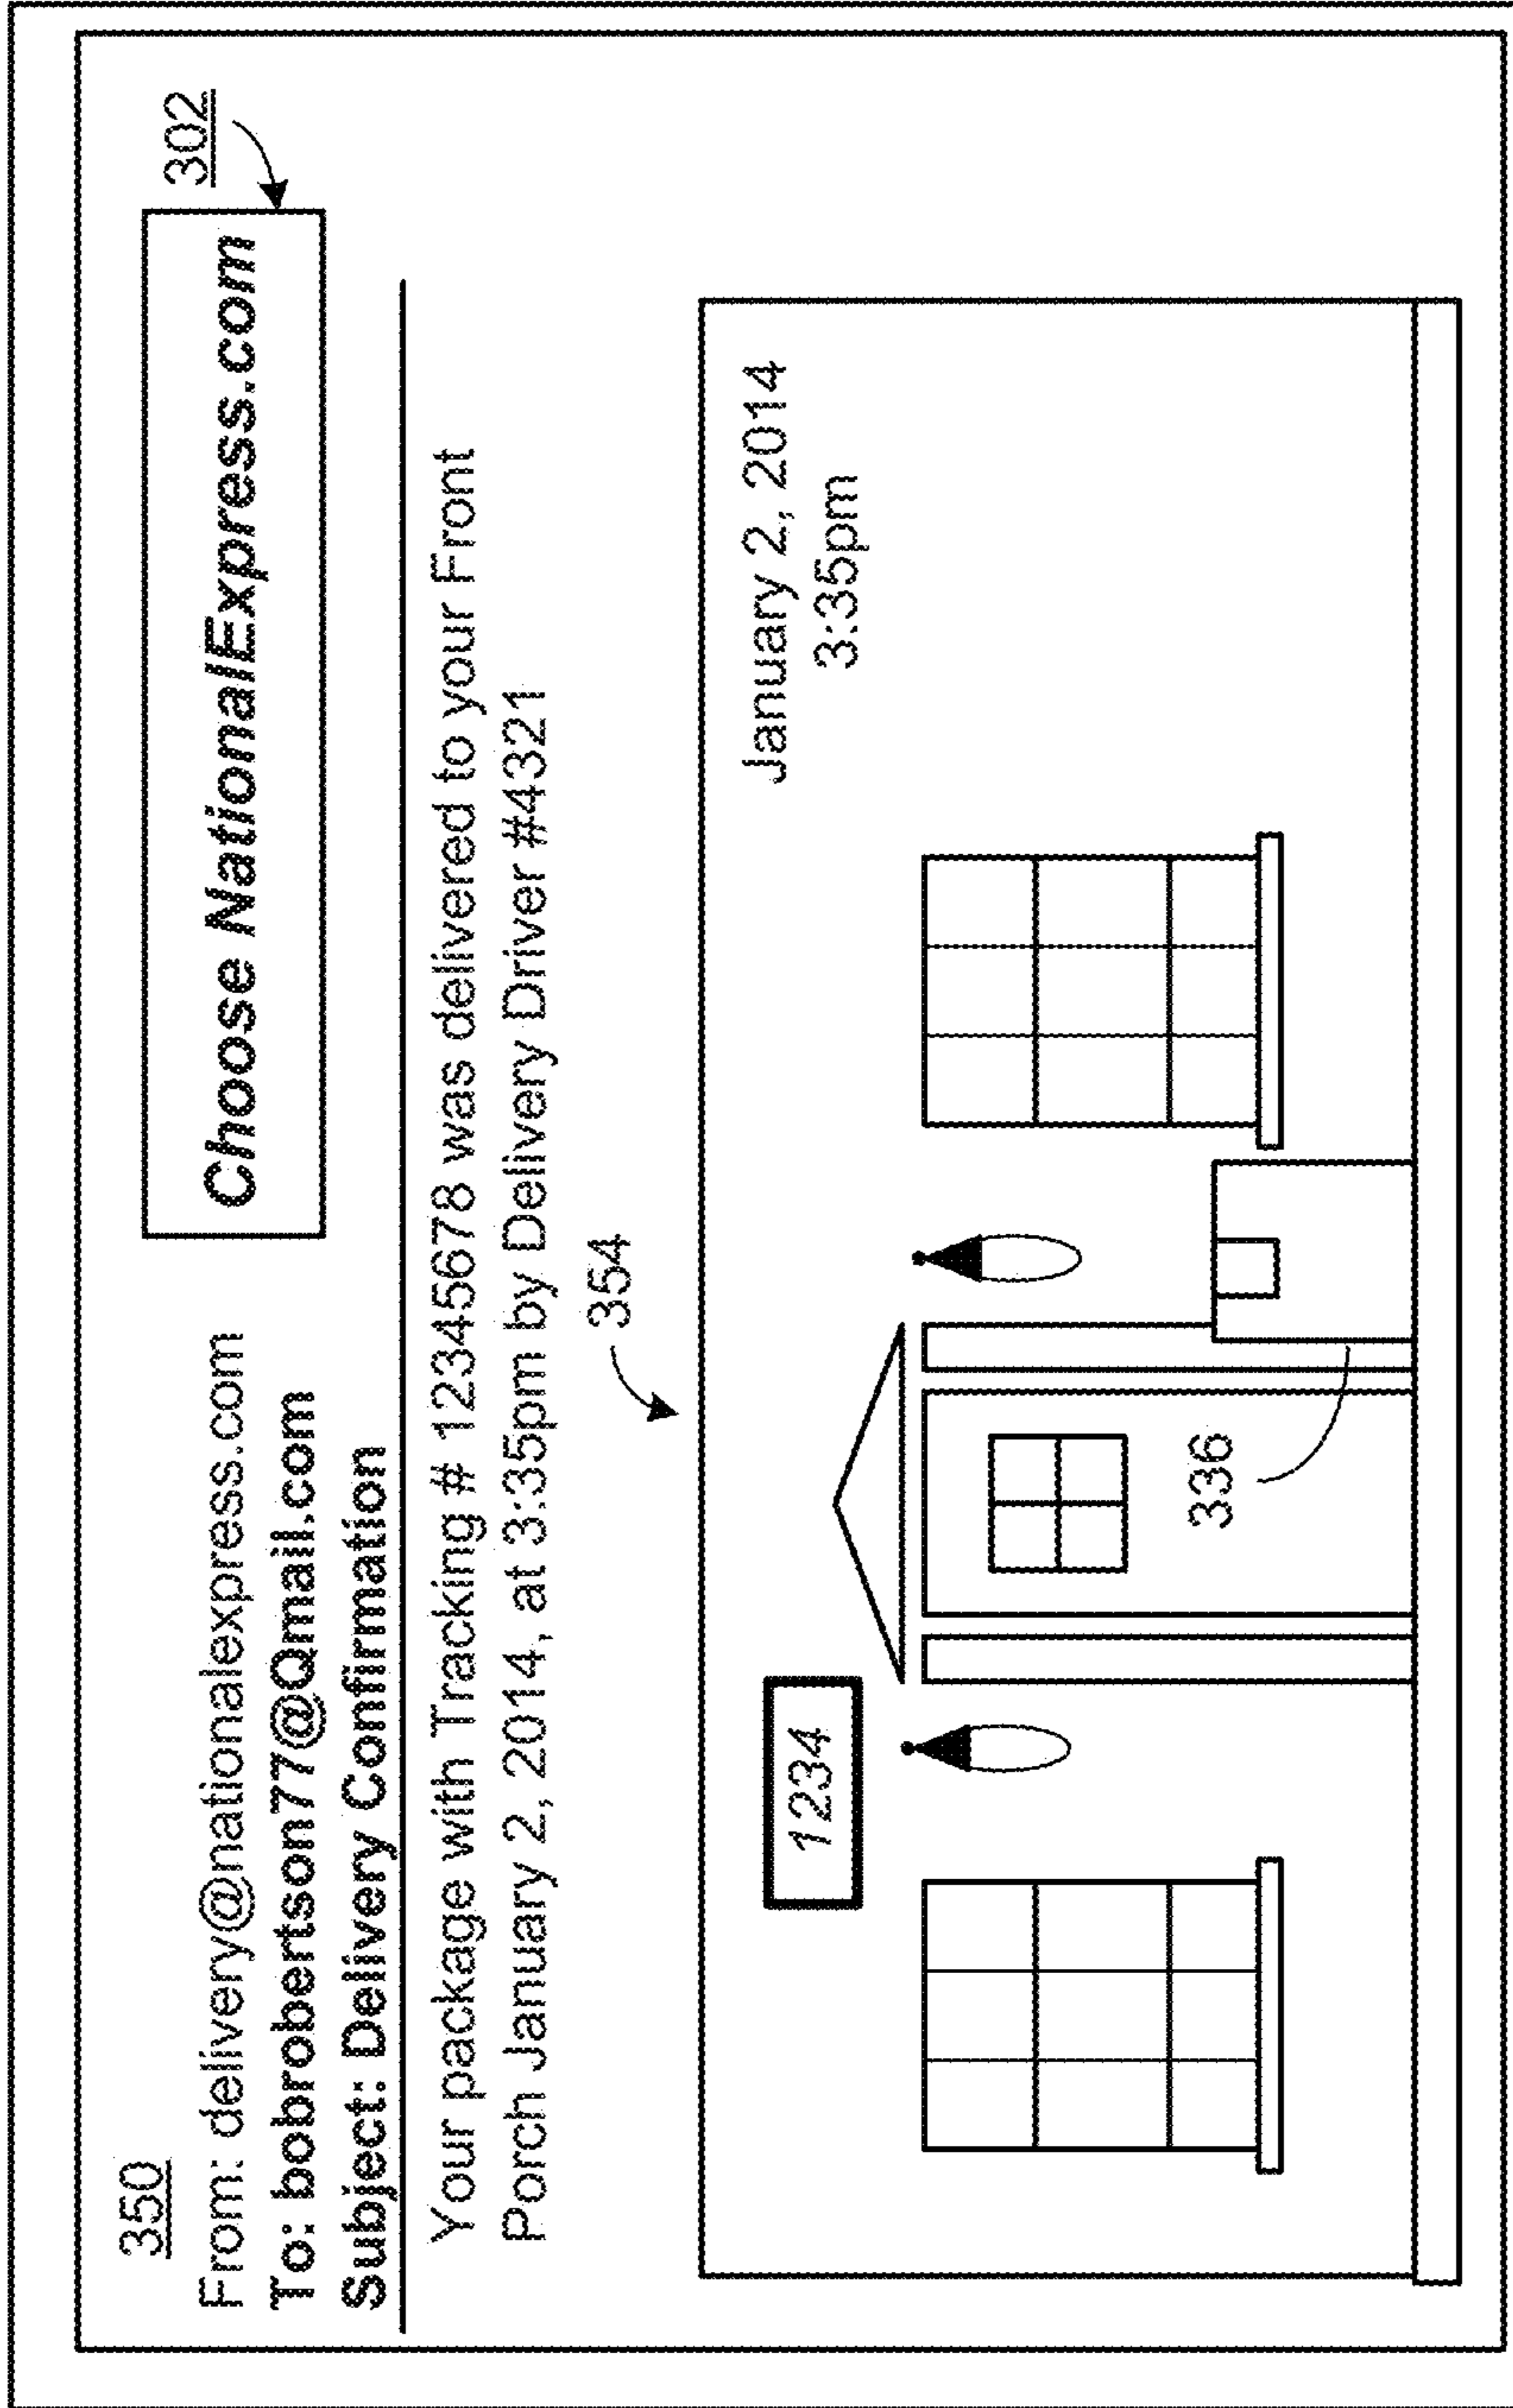 350
From: delivery@nationalexpress.com
To: bobrobertson77@Qmail.com
Subject: Delivery Confirmation
Choose NationalExpress.com
302
Your package with Tracking # 12345678 was delivered to your Front
Porch January 2, 2014, at 3:35pm by Delivery Driver #4321
354
January 2, 2014
3:35pm
1234
336